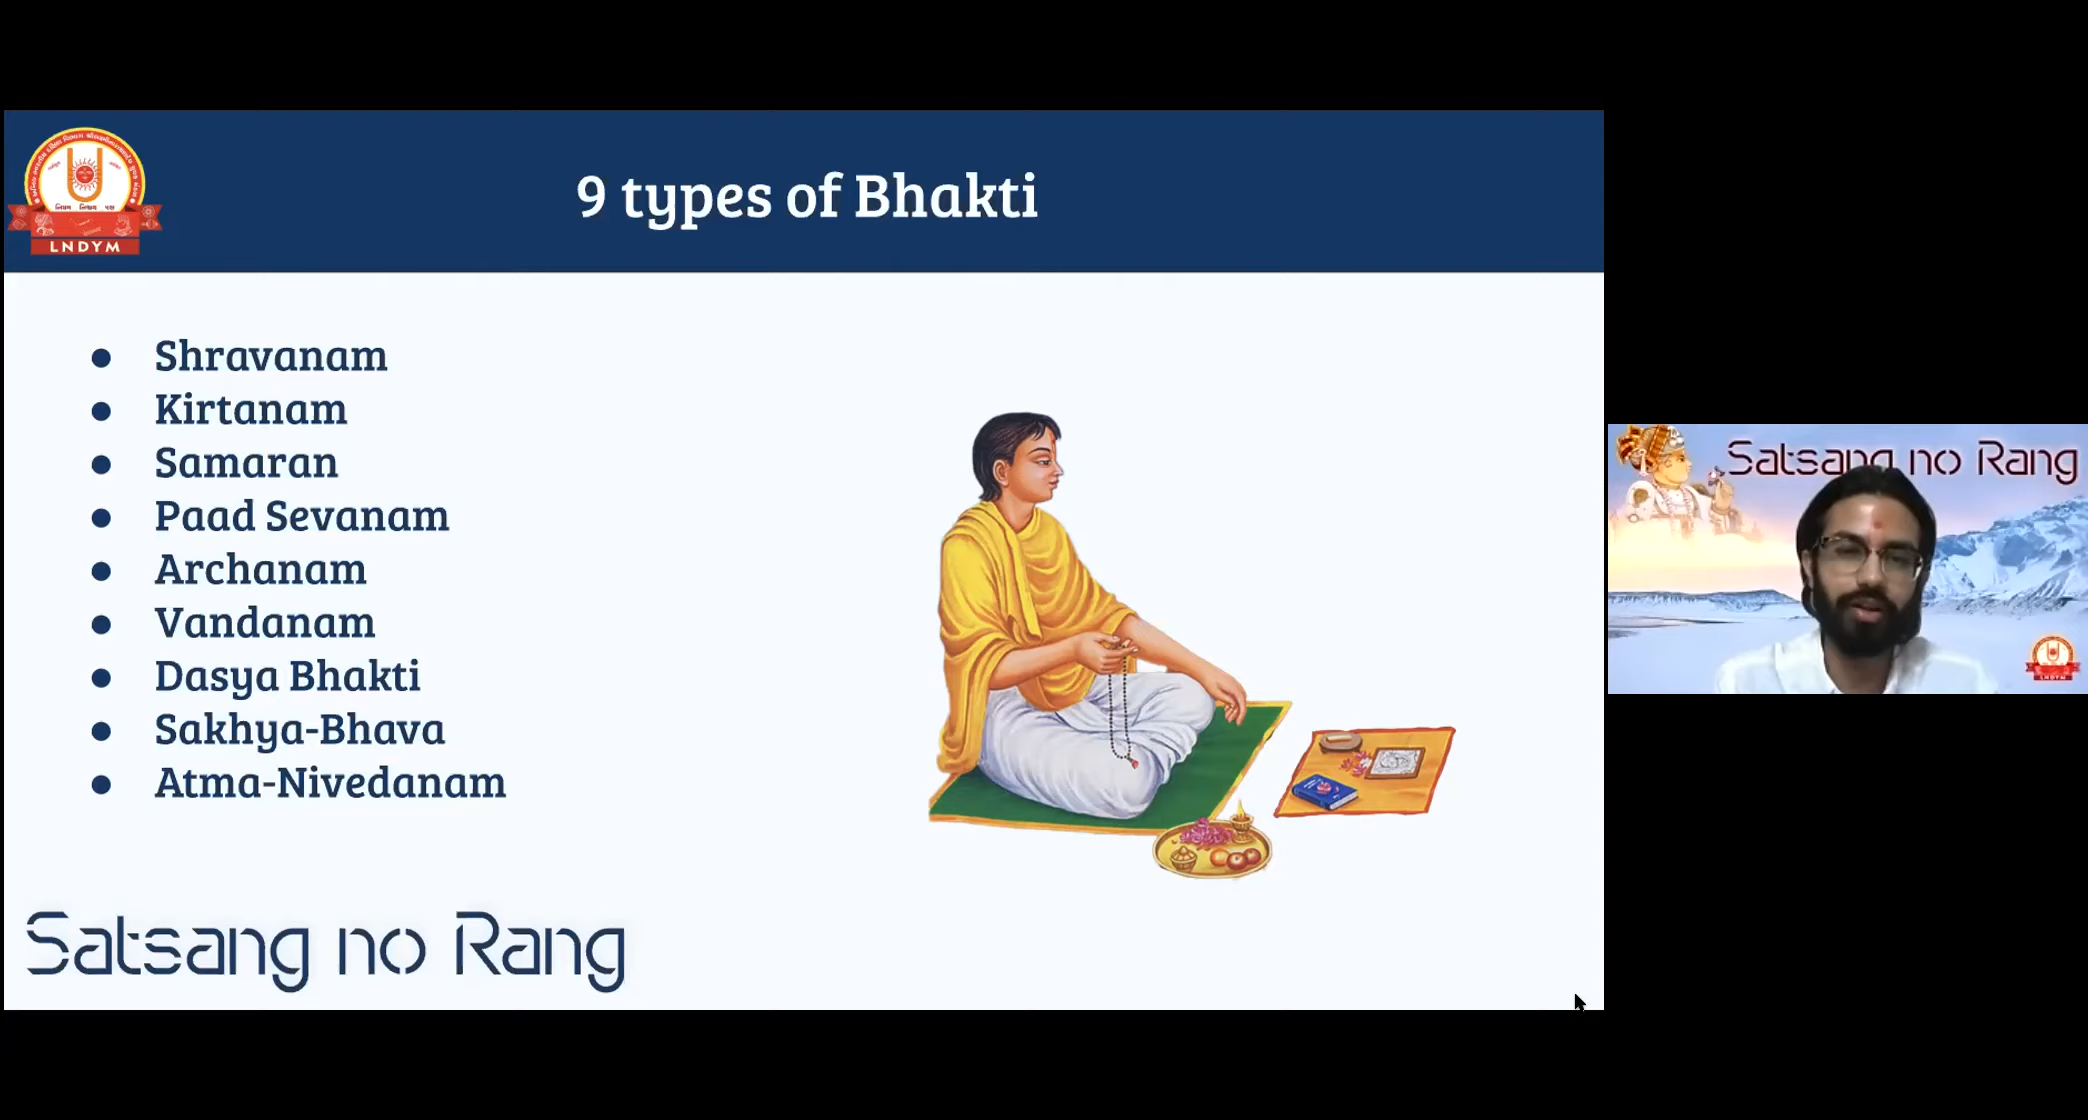 9 types of Bhakti
LNDYM
Shravanam
Kirtanam
Samaran
Paad Sevanam
Archanam
Vandanam
Dasya Bhakti
Sakhya-Bhava
Atma-Nivedanam
Satsang no Rang
Satsang no Rang
LNDYM